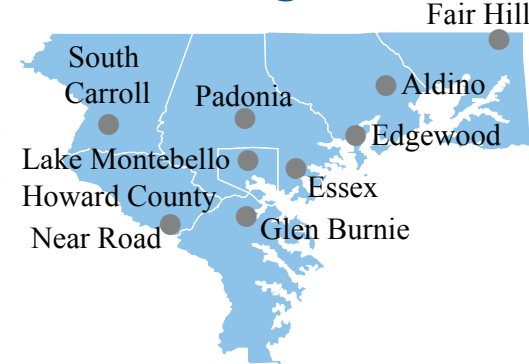 Fair Hill
South
Carroll
Aldino
Padonia
Edgewood
Lake Montebello
Essex
Howard County
Near Road
Glen Burnie